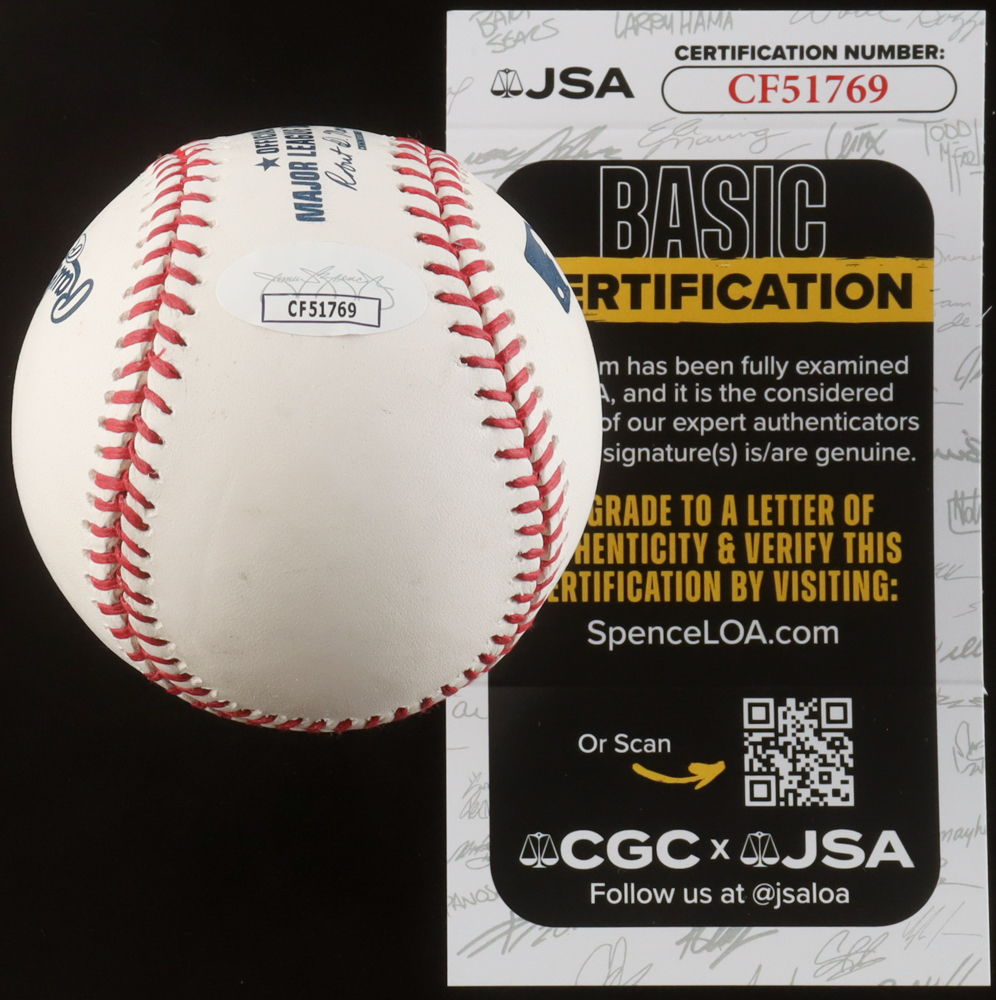 JSA
CERTIFICATION NUMBER:
CF51769
BASIC
ERTIFICATION
m has been fully examined
A, and it is the considered
of our expert authenticators
signature(s) is/are genuine.
GRADE TO A LETTER OF
HENTICITY & VERIFY THIS
ERTIFICATION BY VISITING:
SpenceLOA.com
Or Scan
CGC x JSA
Follow us at @jsaloa
★ OFFICIAL
MAJOR LEAGUE
CF51769
LARRY HAMA
TODD